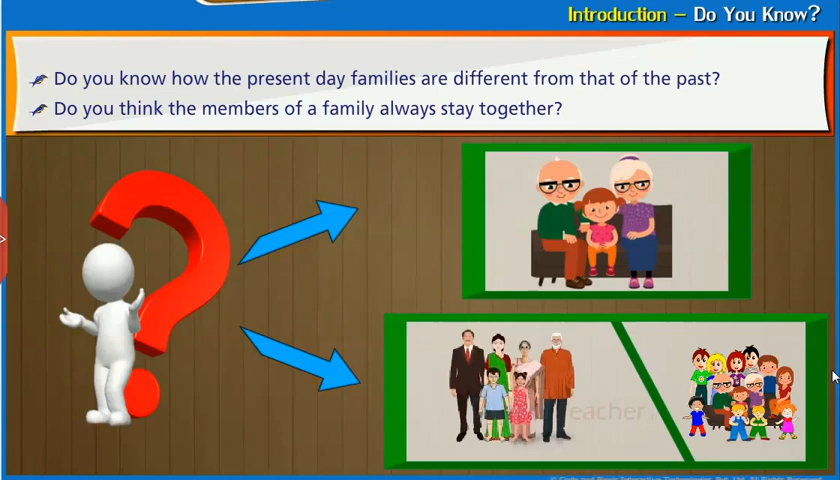 Introduction – Do You Know?
Do you know how the present day families are different from that of the past?
Do you think the members of a family always stay together?
eacher